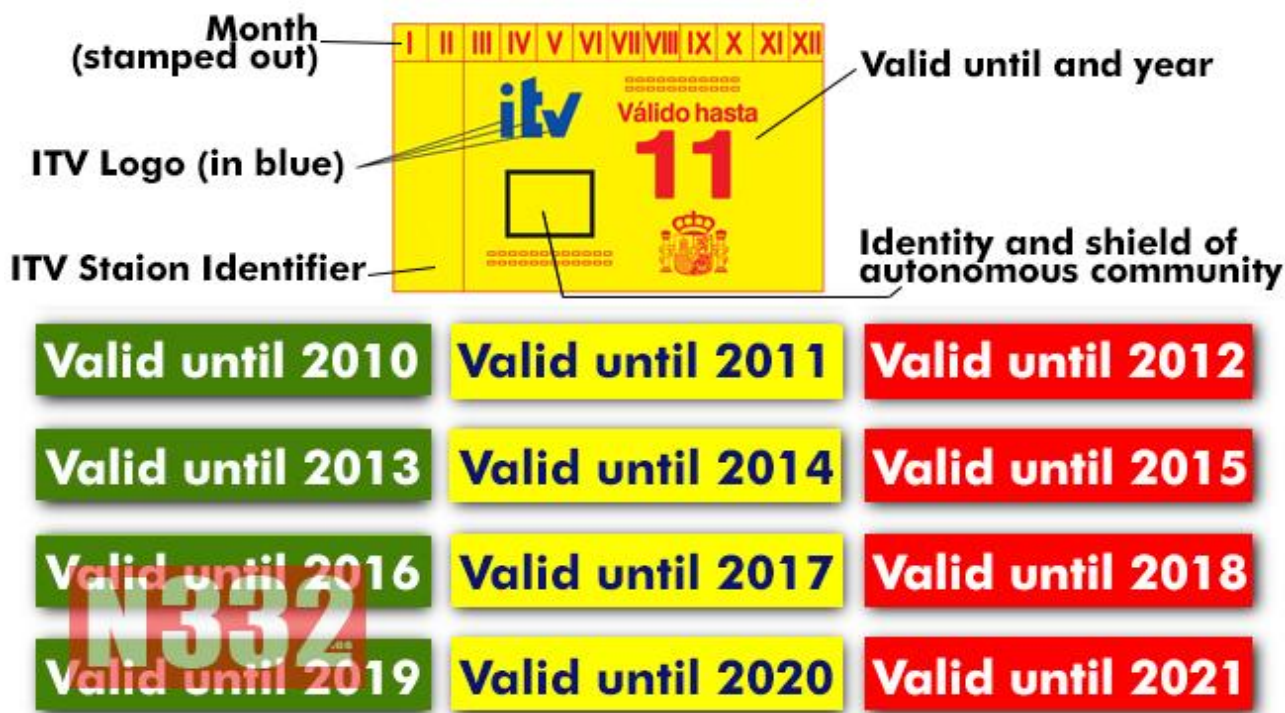 Month
(stamped out)
I II III IV V VI VII VIII IX X XI XII
Valid until and year
itv
Válido hasta
11
ITV Logo (in blue)
ITV Staion Identifier
Identity and shield of
autonomous community
Valid until 2010 Valid until 2011 Valid until 2012
Valid until 2013 Valid until 2014 Valid until 2015
Valid until 2016 Valid until 2017 Valid until 2018
N332.es
Valid until 2019 Valid until 2020 Valid until 2021